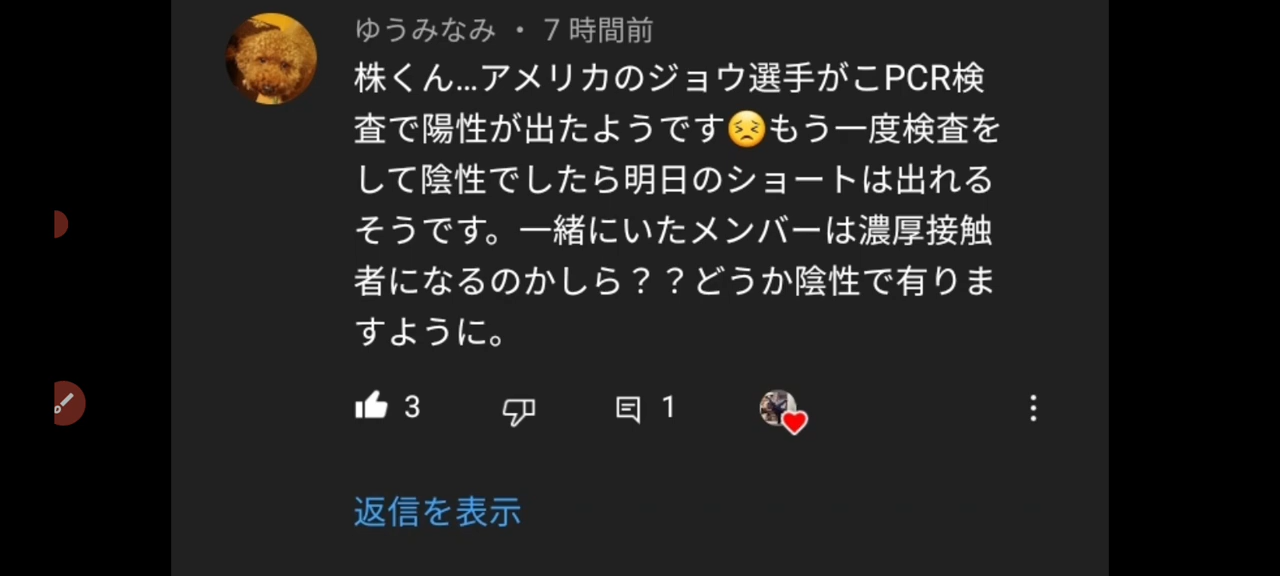 ゆうみなみ ・ 7 時間前
株くん…アメリカのジョウ選手がこPCR検
査で陽性が出たようです😣もう一度検査を
して陰性でしたら明日のショートは出れる
そうです。一緒にいたメンバーは濃厚接触
者になるのかしら？？どうか陰性で有りま
すように。
3 1
返信を表示